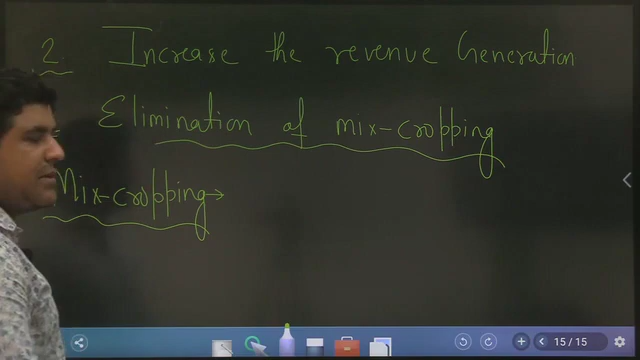 2. Increase the revenue Generation
Elimination of mix-cropping
Mix-cropping→
15 / 15